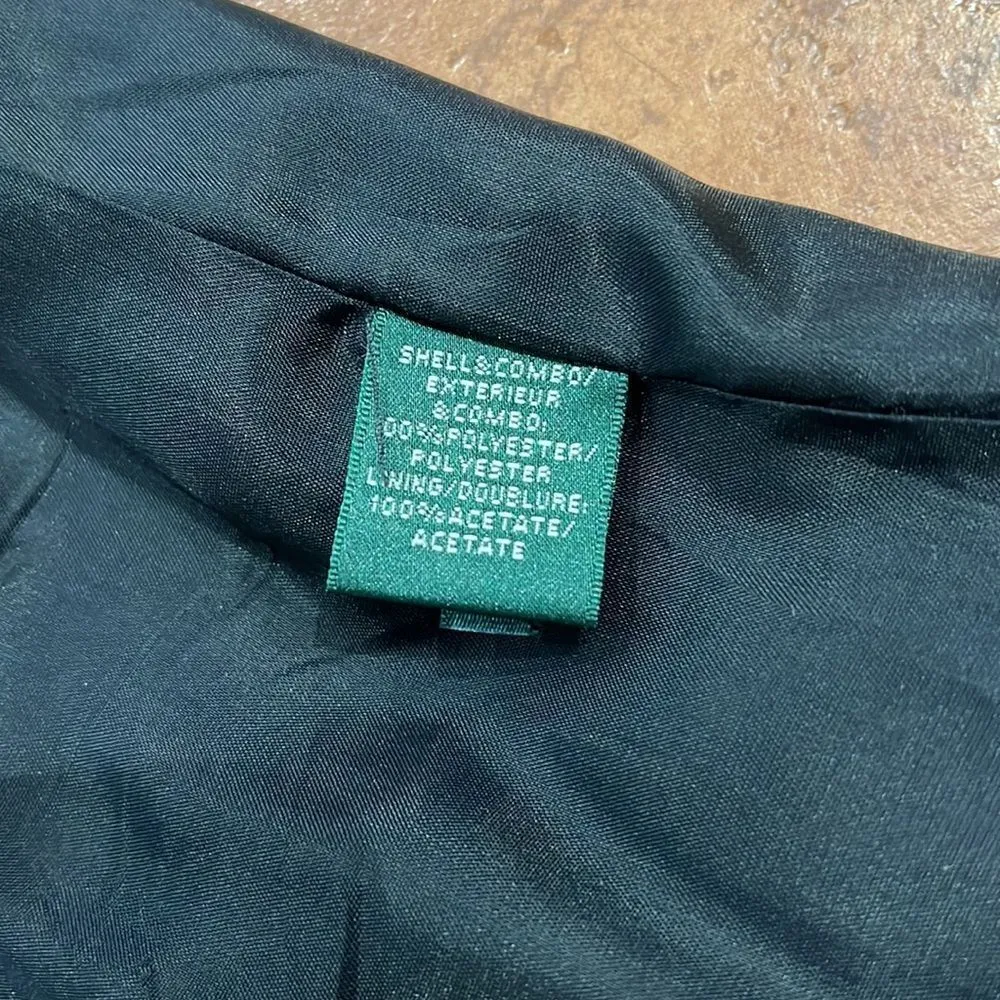 SHELL&COMBO/
EXTERIEUR
&COMBO:
00%POLYESTER/
POLYESTER
LINING/DOUBLURE:
100%ACETATE/
ACETATE